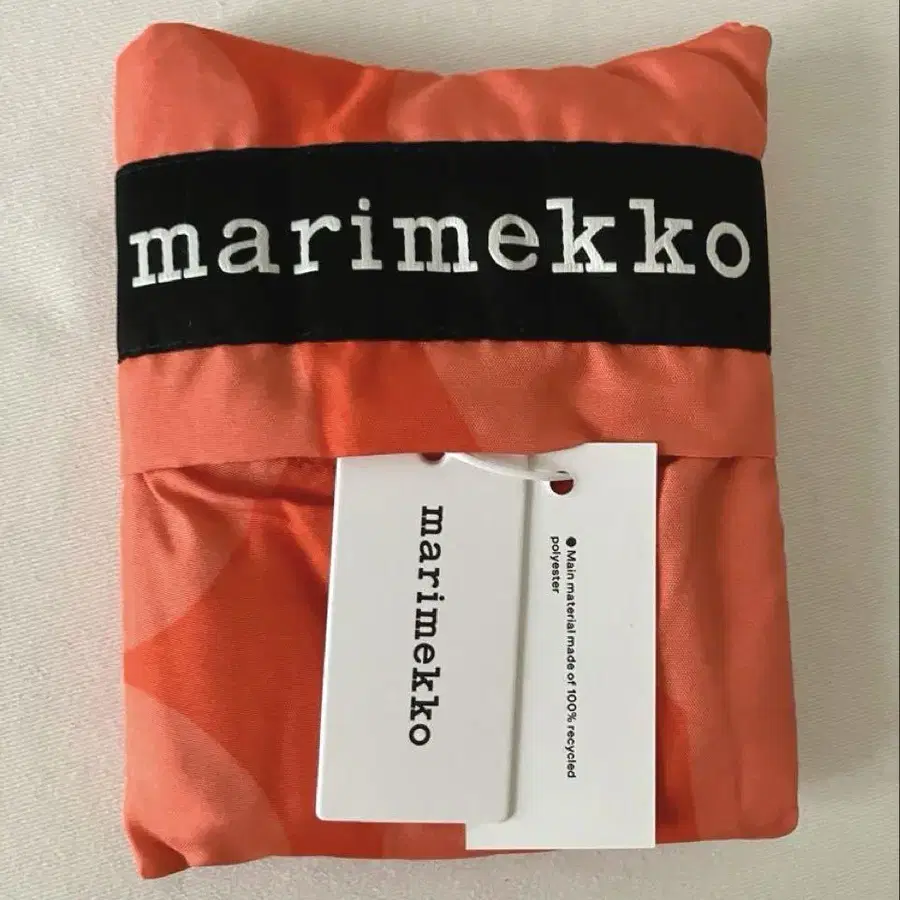 marimekko
marimekko
● Main material made of 100% recycled
polyester